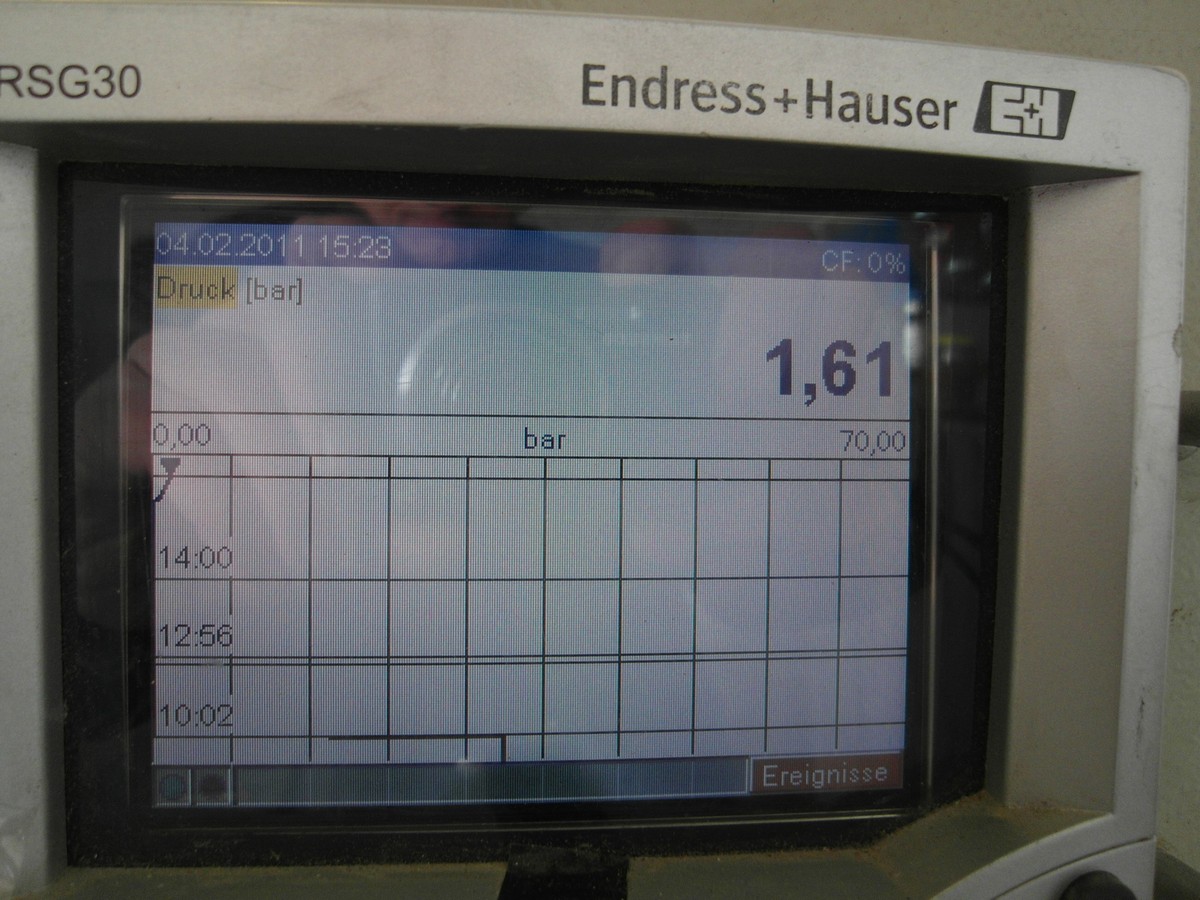 RSG30
Endress+Hauser
04.02.2011 15:23
CF: 0%
Druck [bar]
1,61
0,00 bar 70,00
14:00
12:56
10:02
Ereignisse